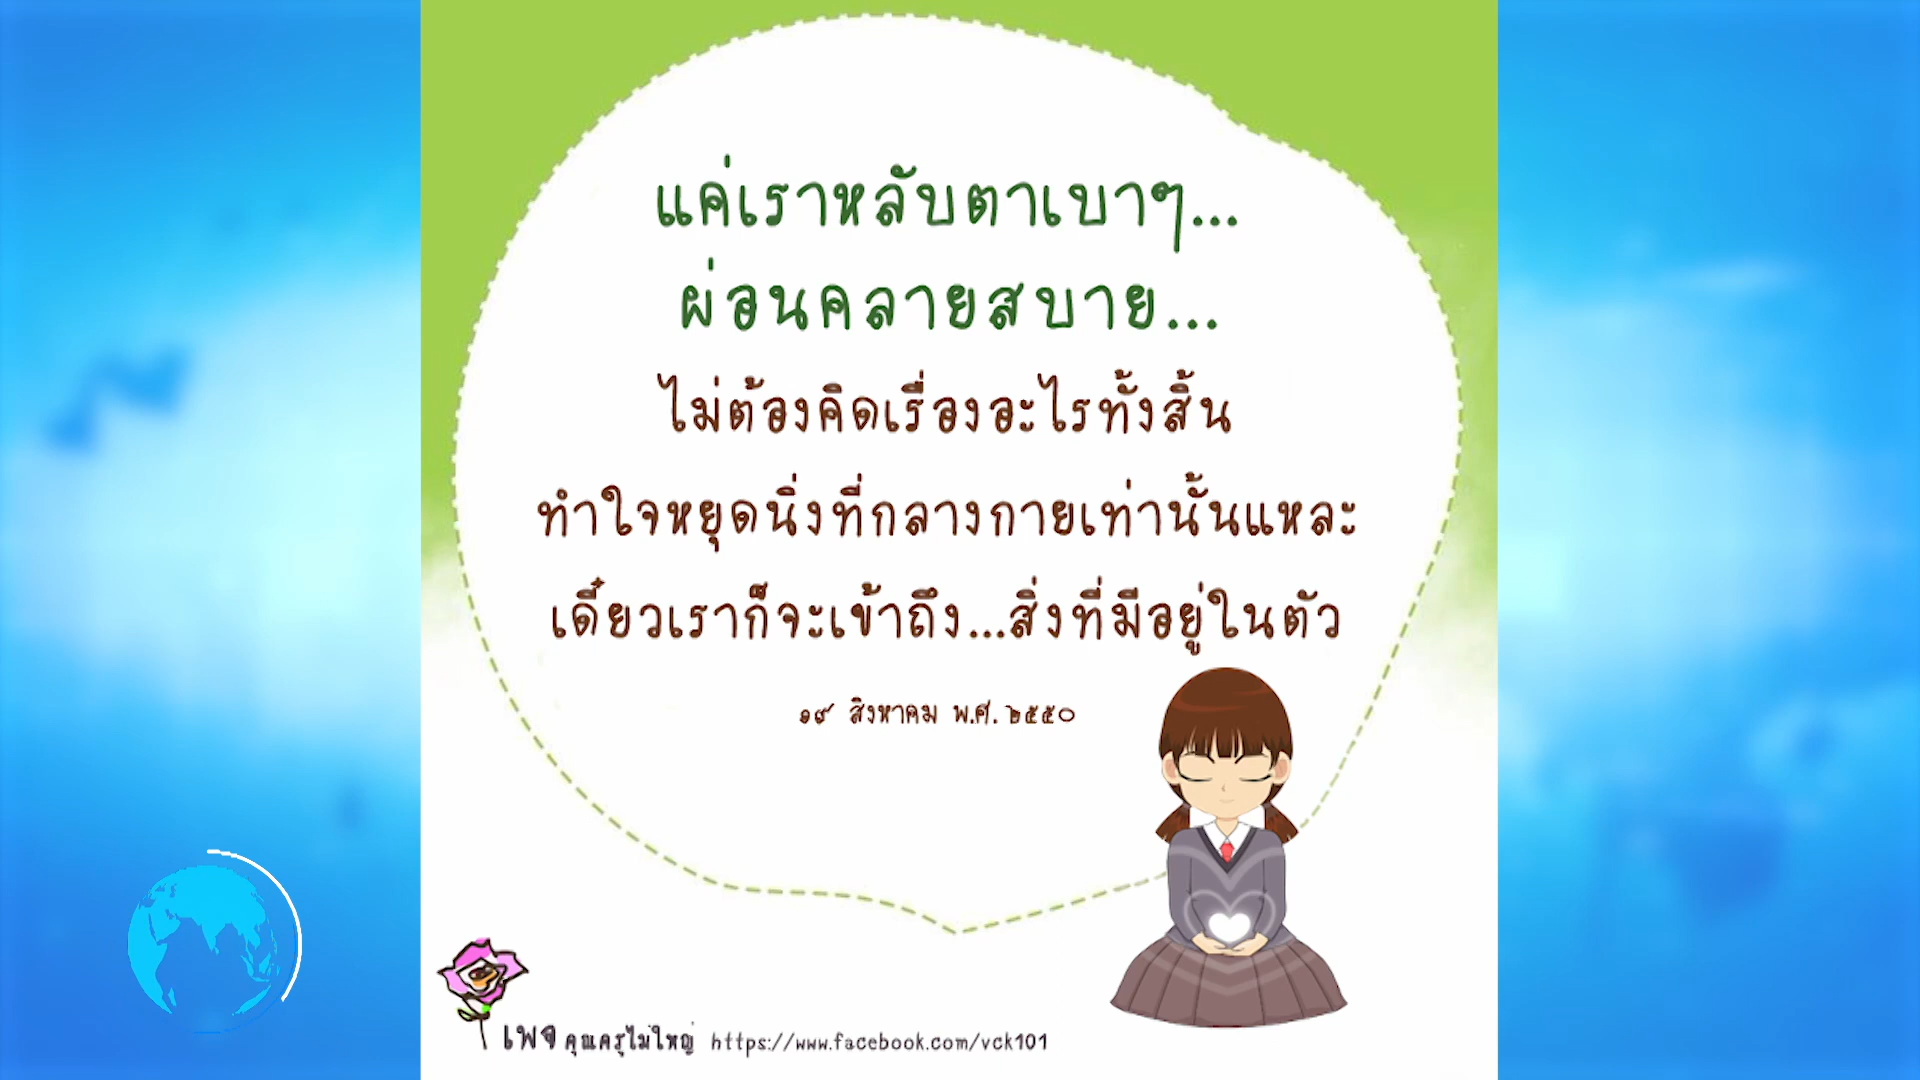 แค่เราหลับตาเบาๆ...
ผ่อนคลายสบาย...
ไม่ต้องคิดเรื่องอะไรทั้งสิ้น
ทำใจหยุดนิ่งที่กลางกายเท่านั้นแหละ
เดี๋ยวเราก็จะเข้าถึง...สิ่งที่มีอยู่ในตัว
๑๙ สิงหาคม พ.ศ. ๒๕๕๐
เพจ คุณครูไม่ใหญ่ https://www.facebook.com/vck101